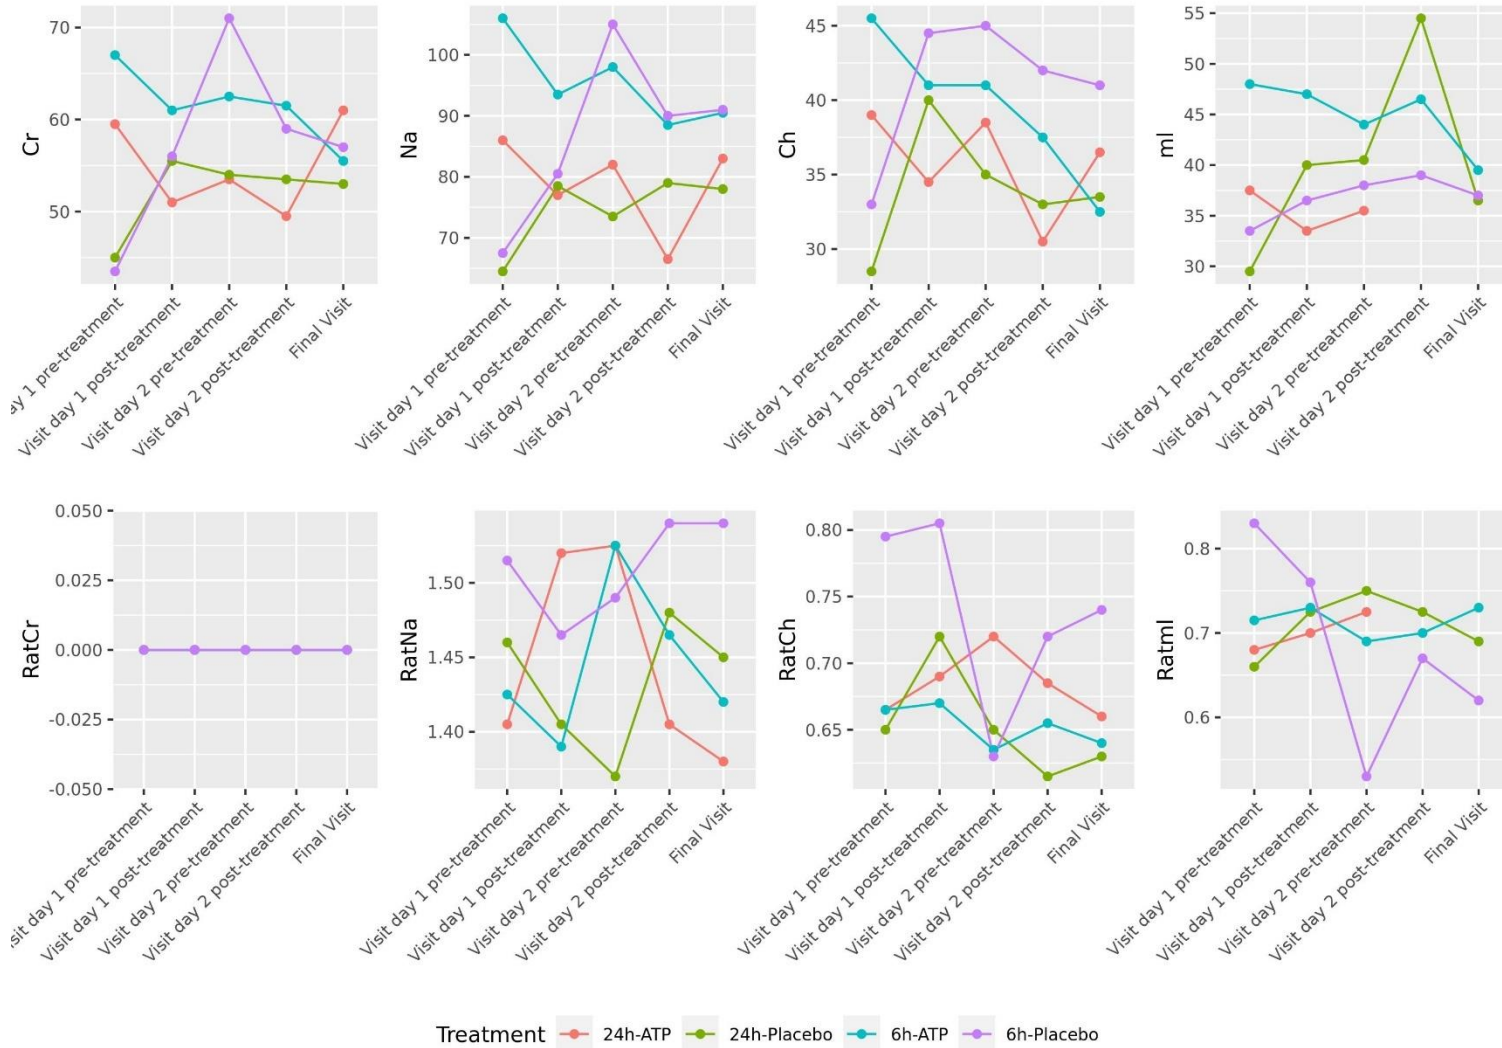 Cr
70
60
50
Visit day 1 post-treatment
Visit day 2 pre-treatment
Visit day 2 post-treatment
Final Visit
Na
100
90
80
70
Visit day 1 pre-treatment
Visit day 1 post-treatment
Visit day 2 pre-treatment
Visit day 2 post-treatment
Final Visit
Ch
45
40
35
30
Visit day 1 pre-treatment
Visit day 1 post-treatment
Visit day 2 pre-treatment
Visit day 2 post-treatment
Final Visit
ml
55
50
45
40
35
30
Visit day 1 pre-treatment
Visit day 1 post-treatment
Visit day 2 pre-treatment
Visit day 2 post-treatment
Final Visit
RatCr
0.050
0.025
0.000
-0.025
-0.050
day 1 pre-treatment
Visit day 1 post-treatment
Visit day 2 pre-treatment
Visit day 2 post-treatment
Final Visit
RatNa
1.50
1.45
1.40
Visit day 1 pre-treatment
Visit day 1 post-treatment
Visit day 2 pre-treatment
Visit day 2 post-treatment
Final Visit
RatCh
0.80
0.75
0.70
0.65
Visit day 1 pre-treatment
Visit day 1 post-treatment
Visit day 2 pre-treatment
Visit day 2 post-treatment
Final Visit
Ratml
0.8
0.7
0.6
Visit day 1 pre-treatment
Visit day 1 post-treatment
Visit day 2 pre-treatment
Visit day 2 post-treatment
Final Visit
Treatment 24h-ATP 24h-Placebo 6h-ATP 6h-Placebo